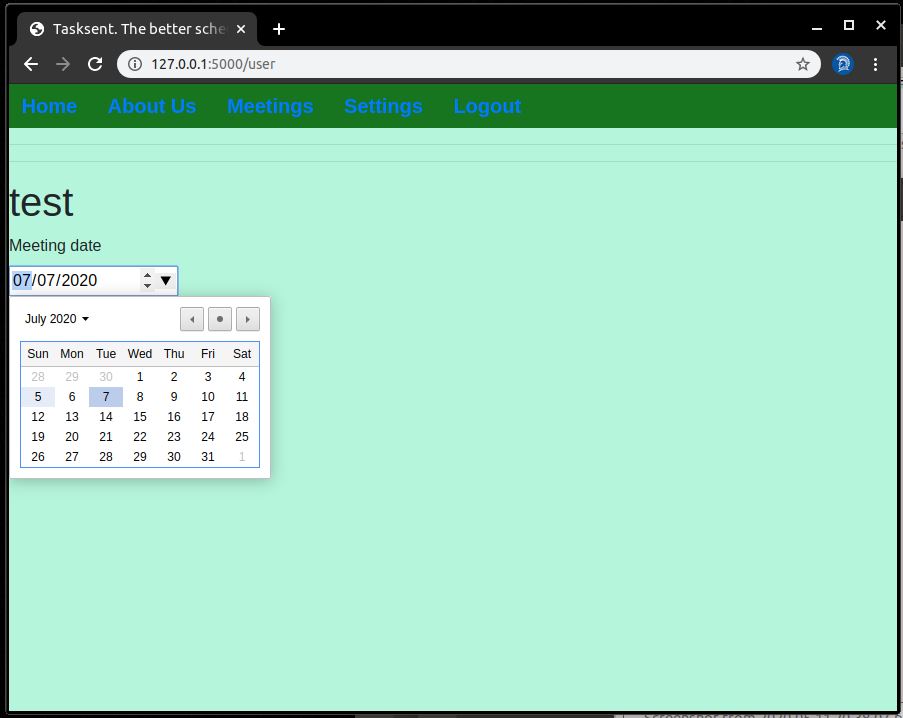 Tasksent. The better sche
127.0.0.1:5000/user
Home About Us Meetings Settings Logout
test
Meeting date
07/07/2020
July 2020
Sun Mon Tue Wed Thu Fri Sat
28 29 30 1 2 3 4
5 6 7 8 9 10 11
12 13 14 15 16 17 18
19 20 21 22 23 24 25
26 27 28 29 30 31 1